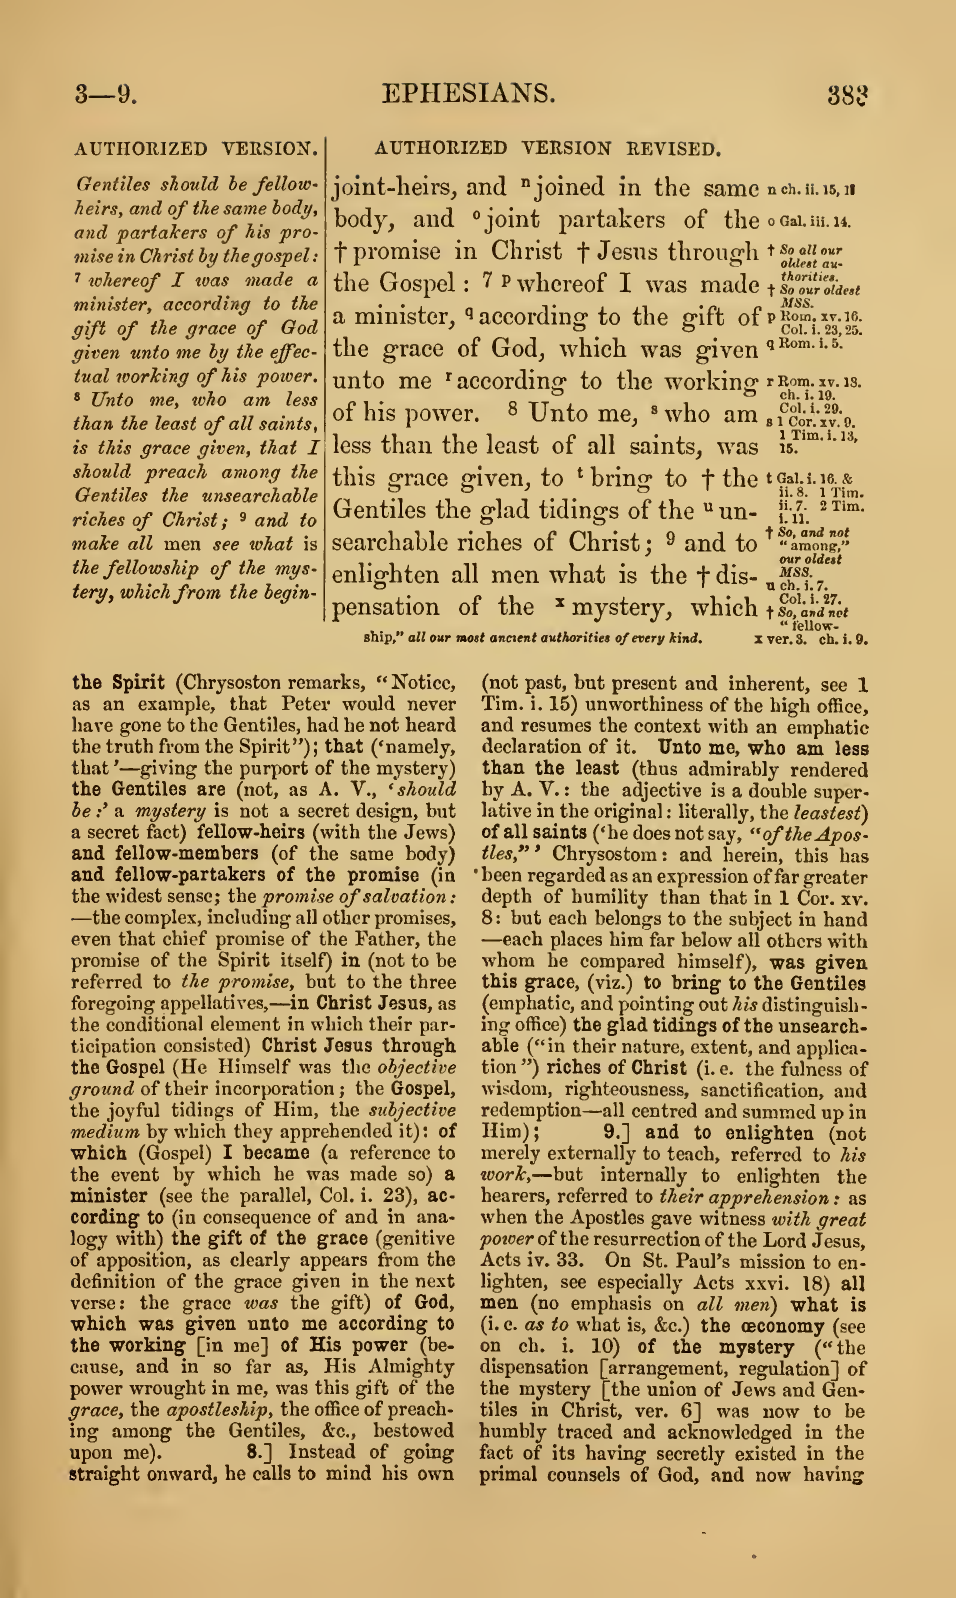 3—9.
EPHESIANS.
383
AUTHORIZED VERSION.
Gentiles should be fellow-
heirs, and of the same body,
and partakers of his pro-
mise in Christ by the gospel:
7 whereof I was made a
minister, according to the
gift of the grace of God
given unto me by the effec-
tual working of his power.
8 Unto me, who am less
than the least of all saints,
is this grace given, that I
should preach among the
Gentiles the unsearchable
riches of Christ; 9 and to
make all men see what is
the fellowship of the mys-
tery, which from the begin-
AUTHORIZED VERSION REVISED.
joint-heirs, and n joined in the same
body, and o joint partakers of the
† promise in Christ † Jesus through
the Gospel: 7 p whereof I was made
a minister, q according to the gift of
the grace of God, which was given
unto me r according to the working
of his power. 8 Unto me, s who am
less than the least of all saints, was
this grace given, to t bring to † the
Gentiles the glad tidings of the u un-
searchable riches of Christ; 9 and to
enlighten all men what is the † dis-
pensation of the x mystery, which
n ch. ii. 15, 16
o Gal. iii. 14.
† So all our
oldest au-
thorities.
† So our oldest
MSS.
p Rom. xv. 16.
Col. i. 23, 25.
q Rom. i. 5.
r Rom. xv. 18.
ch. i. 19.
Col. i. 29.
s 1 Cor. xv. 9.
1 Tim. i. 13,
15.
t Gal. i. 16. &
ii. 8. 1 Tim.
ii. 7. 2 Tim.
i. 11.
† So, and not
"among,"
our oldest
MSS.
u ch. i. 7.
Col. i. 27.
† So, and not
"fellow-
ship," all our most ancient authorities of every kind.
x ver. 3. ch. i. 9.
the Spirit (Chrysoston remarks, "Notice,
as an example, that Peter would never
have gone to the Gentiles, had he not heard
the truth from the Spirit"); that ('namely,
that'—giving the purport of the mystery)
the Gentiles are (not, as A. V., 'should
be:' a mystery is not a secret design, but
a secret fact) fellow-heirs (with the Jews)
and fellow-members (of the same body)
and fellow-partakers of the promise (in
the widest sense; the promise of salvation:
—the complex, including all other promises,
even that chief promise of the Father, the
promise of the Spirit itself) in (not to be
referred to the promise, but to the three
foregoing appellatives,—in Christ Jesus, as
the conditional element in which their par-
ticipation consisted) Christ Jesus through
the Gospel (He Himself was the objective
ground of their incorporation; the Gospel,
the joyful tidings of Him, the subjective
medium by which they apprehended it): of
which (Gospel) I became (a reference to
the event by which he was made so) a
minister (see the parallel, Col. i. 23), ac-
cording to (in consequence of and in ana-
logy with) the gift of the grace (genitive
of apposition, as clearly appears from the
definition of the grace given in the next
verse: the grace was the gift) of God,
which was given unto me according to
the working [in me] of His power (be-
cause, and in so far as, His Almighty
power wrought in me, was this gift of the
grace, the apostleship, the office of preach-
ing among the Gentiles, &c., bestowed
upon me). 8.] Instead of going
straight onward, he calls to mind his own
(not past, but present and inherent, see 1
Tim. i. 15) unworthiness of the high office,
and resumes the context with an emphatic
declaration of it. Unto me, who am less
than the least (thus admirably rendered
by A. V.: the adjective is a double super-
lative in the original: literally, the leastest)
of all saints ('he does not say, "of the Apos-
tles,"' Chrysostom: and herein, this has
been regarded as an expression of far greater
depth of humility than that in 1 Cor. xv.
8: but each belongs to the subject in hand
—each places him far below all others with
whom he compared himself), was given
this grace, (viz.) to bring to the Gentiles
(emphatic, and pointing out his distinguish-
ing office) the glad tidings of the unsearch-
able ("in their nature, extent, and applica-
tion") riches of Christ (i. e. the fulness of
wisdom, righteousness, sanctification, and
redemption—all centred and summed up in
Him); 9.] and to enlighten (not
merely externally to teach, referred to his
work,—but internally to enlighten the
hearers, referred to their apprehension: as
when the Apostles gave witness with great
power of the resurrection of the Lord Jesus,
Acts iv. 33. On St. Paul's mission to en-
lighten, see especially Acts xxvi. 18) all
men (no emphasis on all men) what is
(i. e. as to what is, &c.) the œconomy (see
on ch. i. 10) of the mystery ("the
dispensation [arrangement, regulation] of
the mystery [the union of Jews and Gen-
tiles in Christ, ver. 6] was now to be
humbly traced and acknowledged in the
fact of its having secretly existed in the
primal counsels of God, and now having